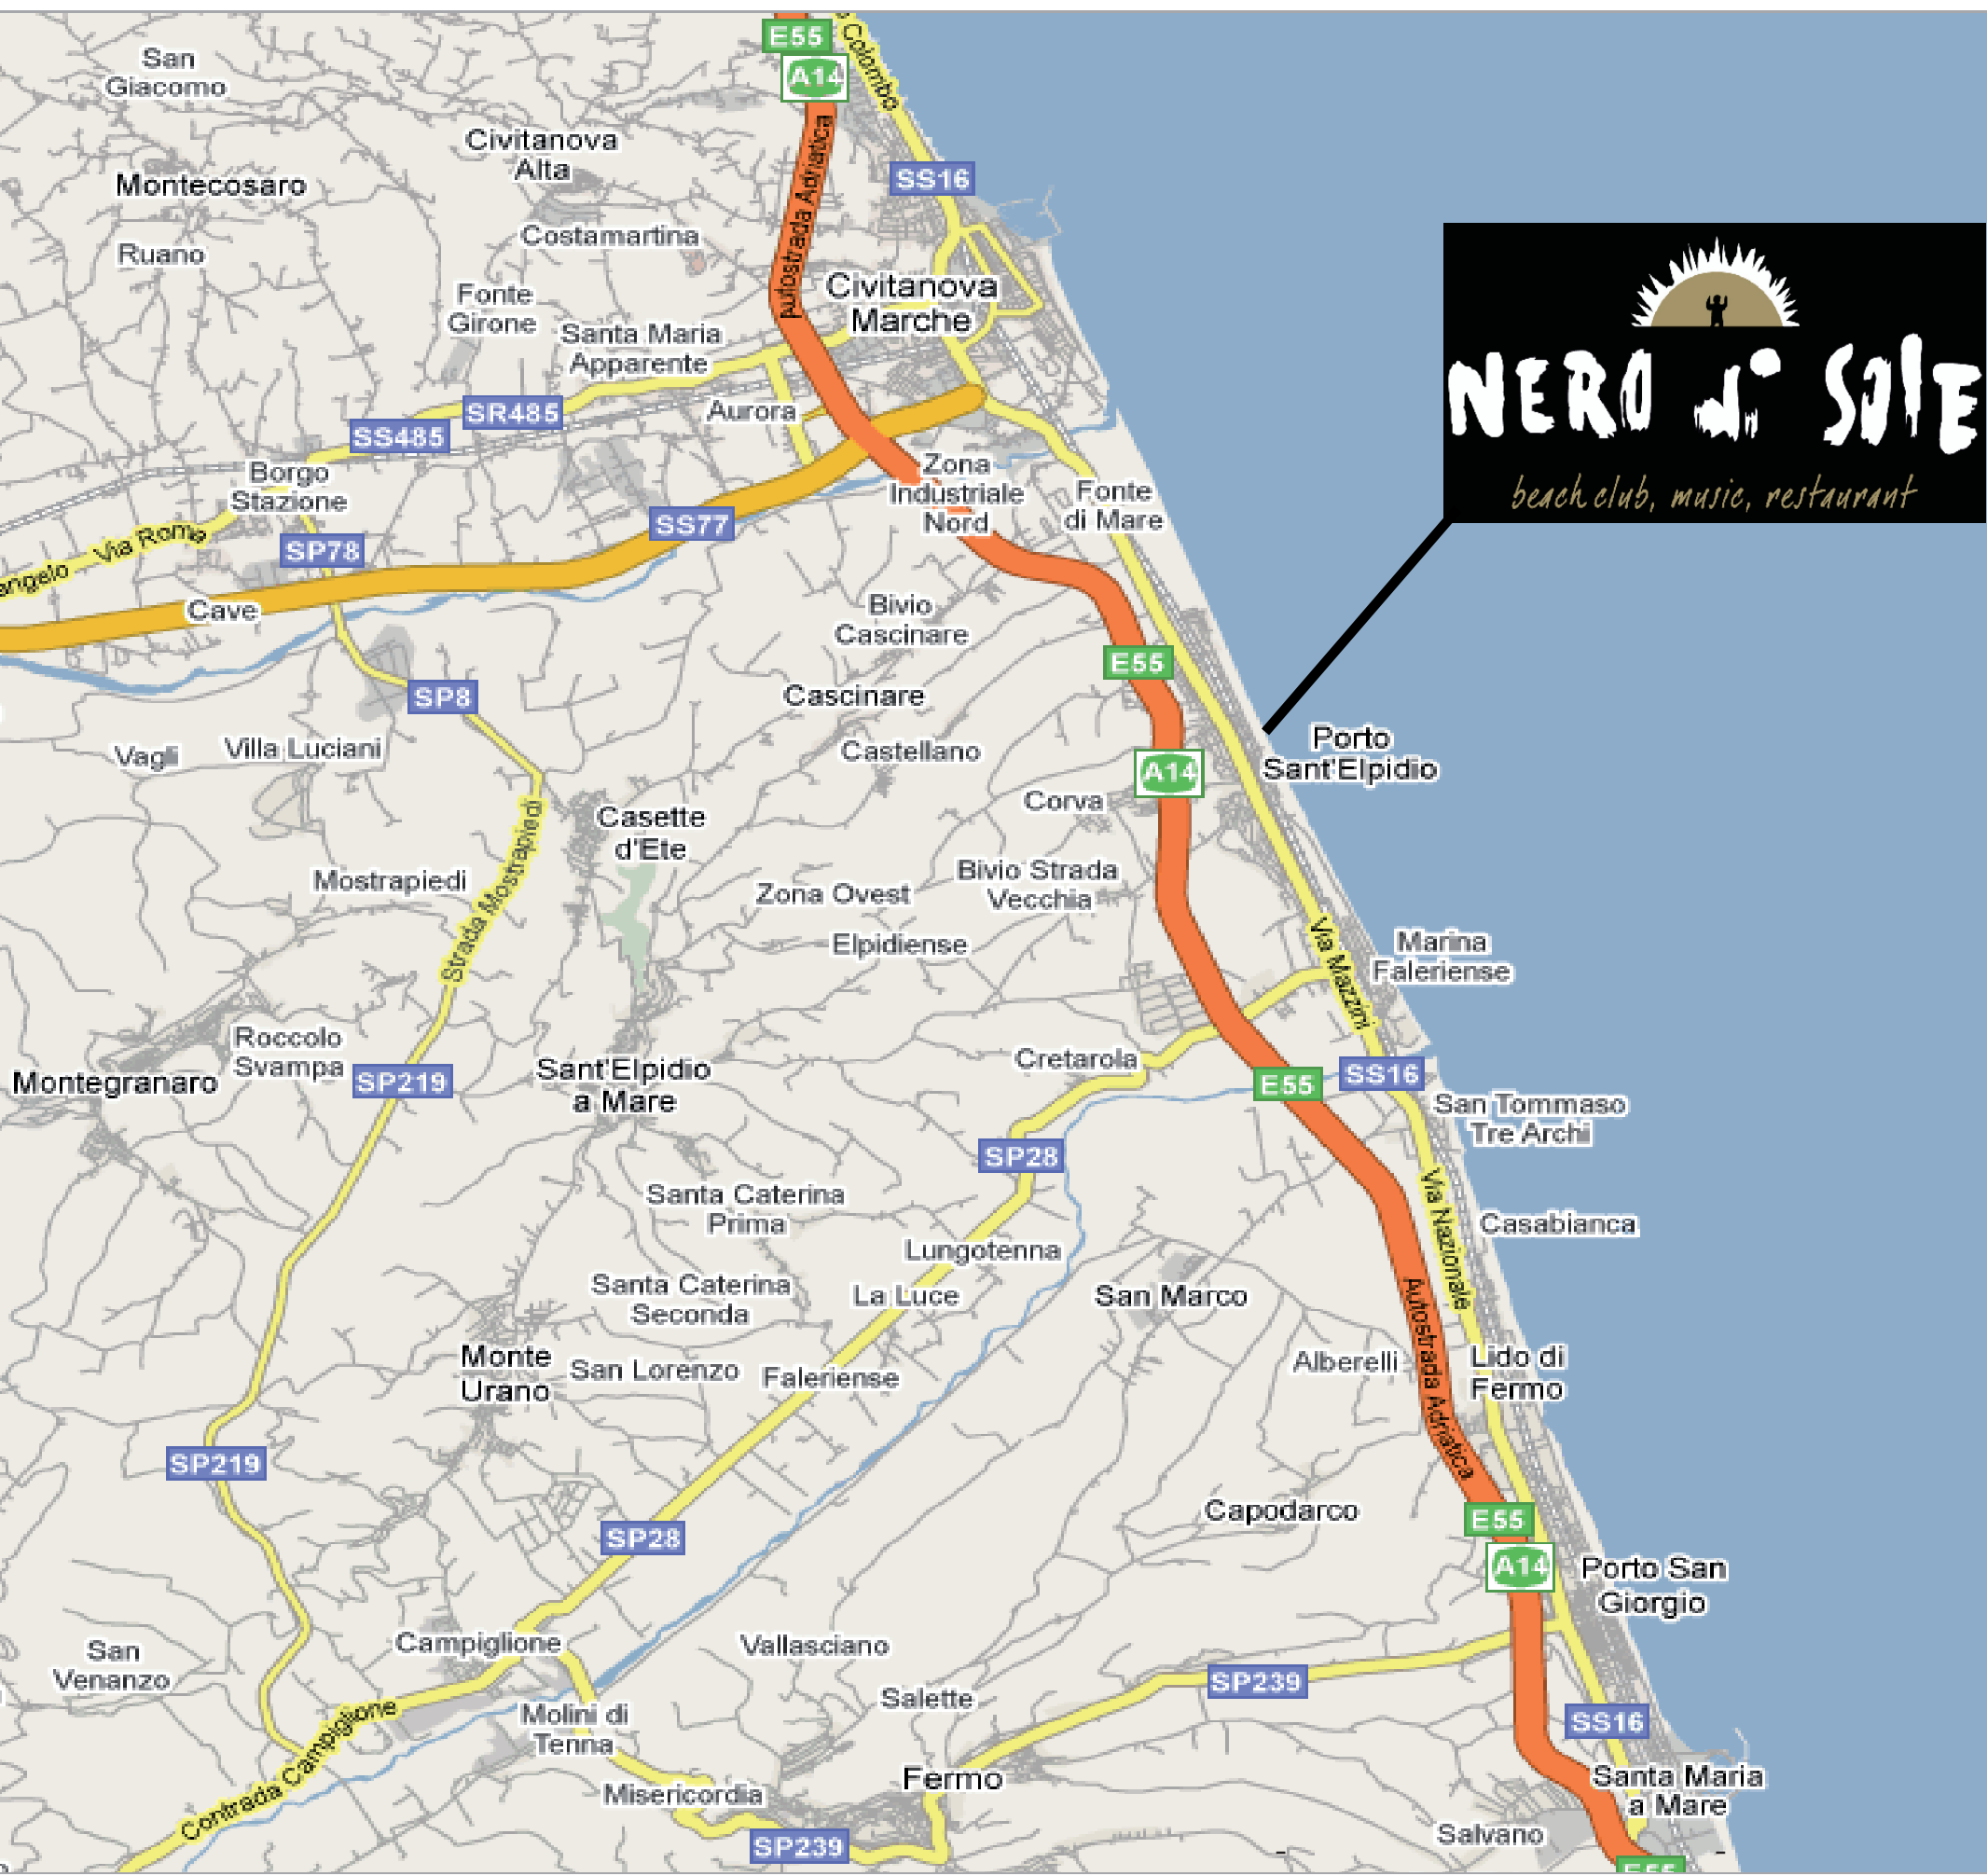 E55
Colombo
A14
San
Giacomo
Autostrada Adriatica
Civitanova
Alta
SS16
Montecosaro
Costamartina
Ruano
Civitanova
Marche
Fonte
Girone
Santa Maria
Apparente
NERO di SOLE
beach club, music, restaurant
Aurora
SR485
SS485
Borgo
Stazione
Zona
Industriale
Nord
Fonte
di Mare
SS77
Via Roma
SP78
angelo
Cave
Bivio
Cascinare
E55
Cascinare
SP8
Villa Luciani
Vagli
Castellano
Porto
Sant'Elpidio
A14
Corva
Casette
d'Ete
Strada Mostrapiedi
Mostrapiedi
Bivio Strada
Vecchia
Zona Ovest
Elpidiense
Via Mazzini
Marina
Faleriense
Roccolo
Svampa
Montegranaro
SP219
Sant'Elpidio
a Mare
Cretarola
E55
SS16
San Tommaso
Tre Archi
SP28
Santa Caterina
Prima
Via Nazionale
Casabianca
Lungotenna
Santa Caterina
Seconda
La Luce
San Marco
Autostrada Adriatica
Monte
Urano
San Lorenzo
Faleriense
Alberelli
Lido di
Fermo
SP219
Capodarco
E55
SP28
A14
Porto San
Giorgio
Campiglione
Vallasciano
San
Venanzo
SP239
Salette
Contrada Campiglione
Molini di
Tenna
SS16
Fermo
Misericordia
Santa Maria
a Mare
SP239
Salvano
E55